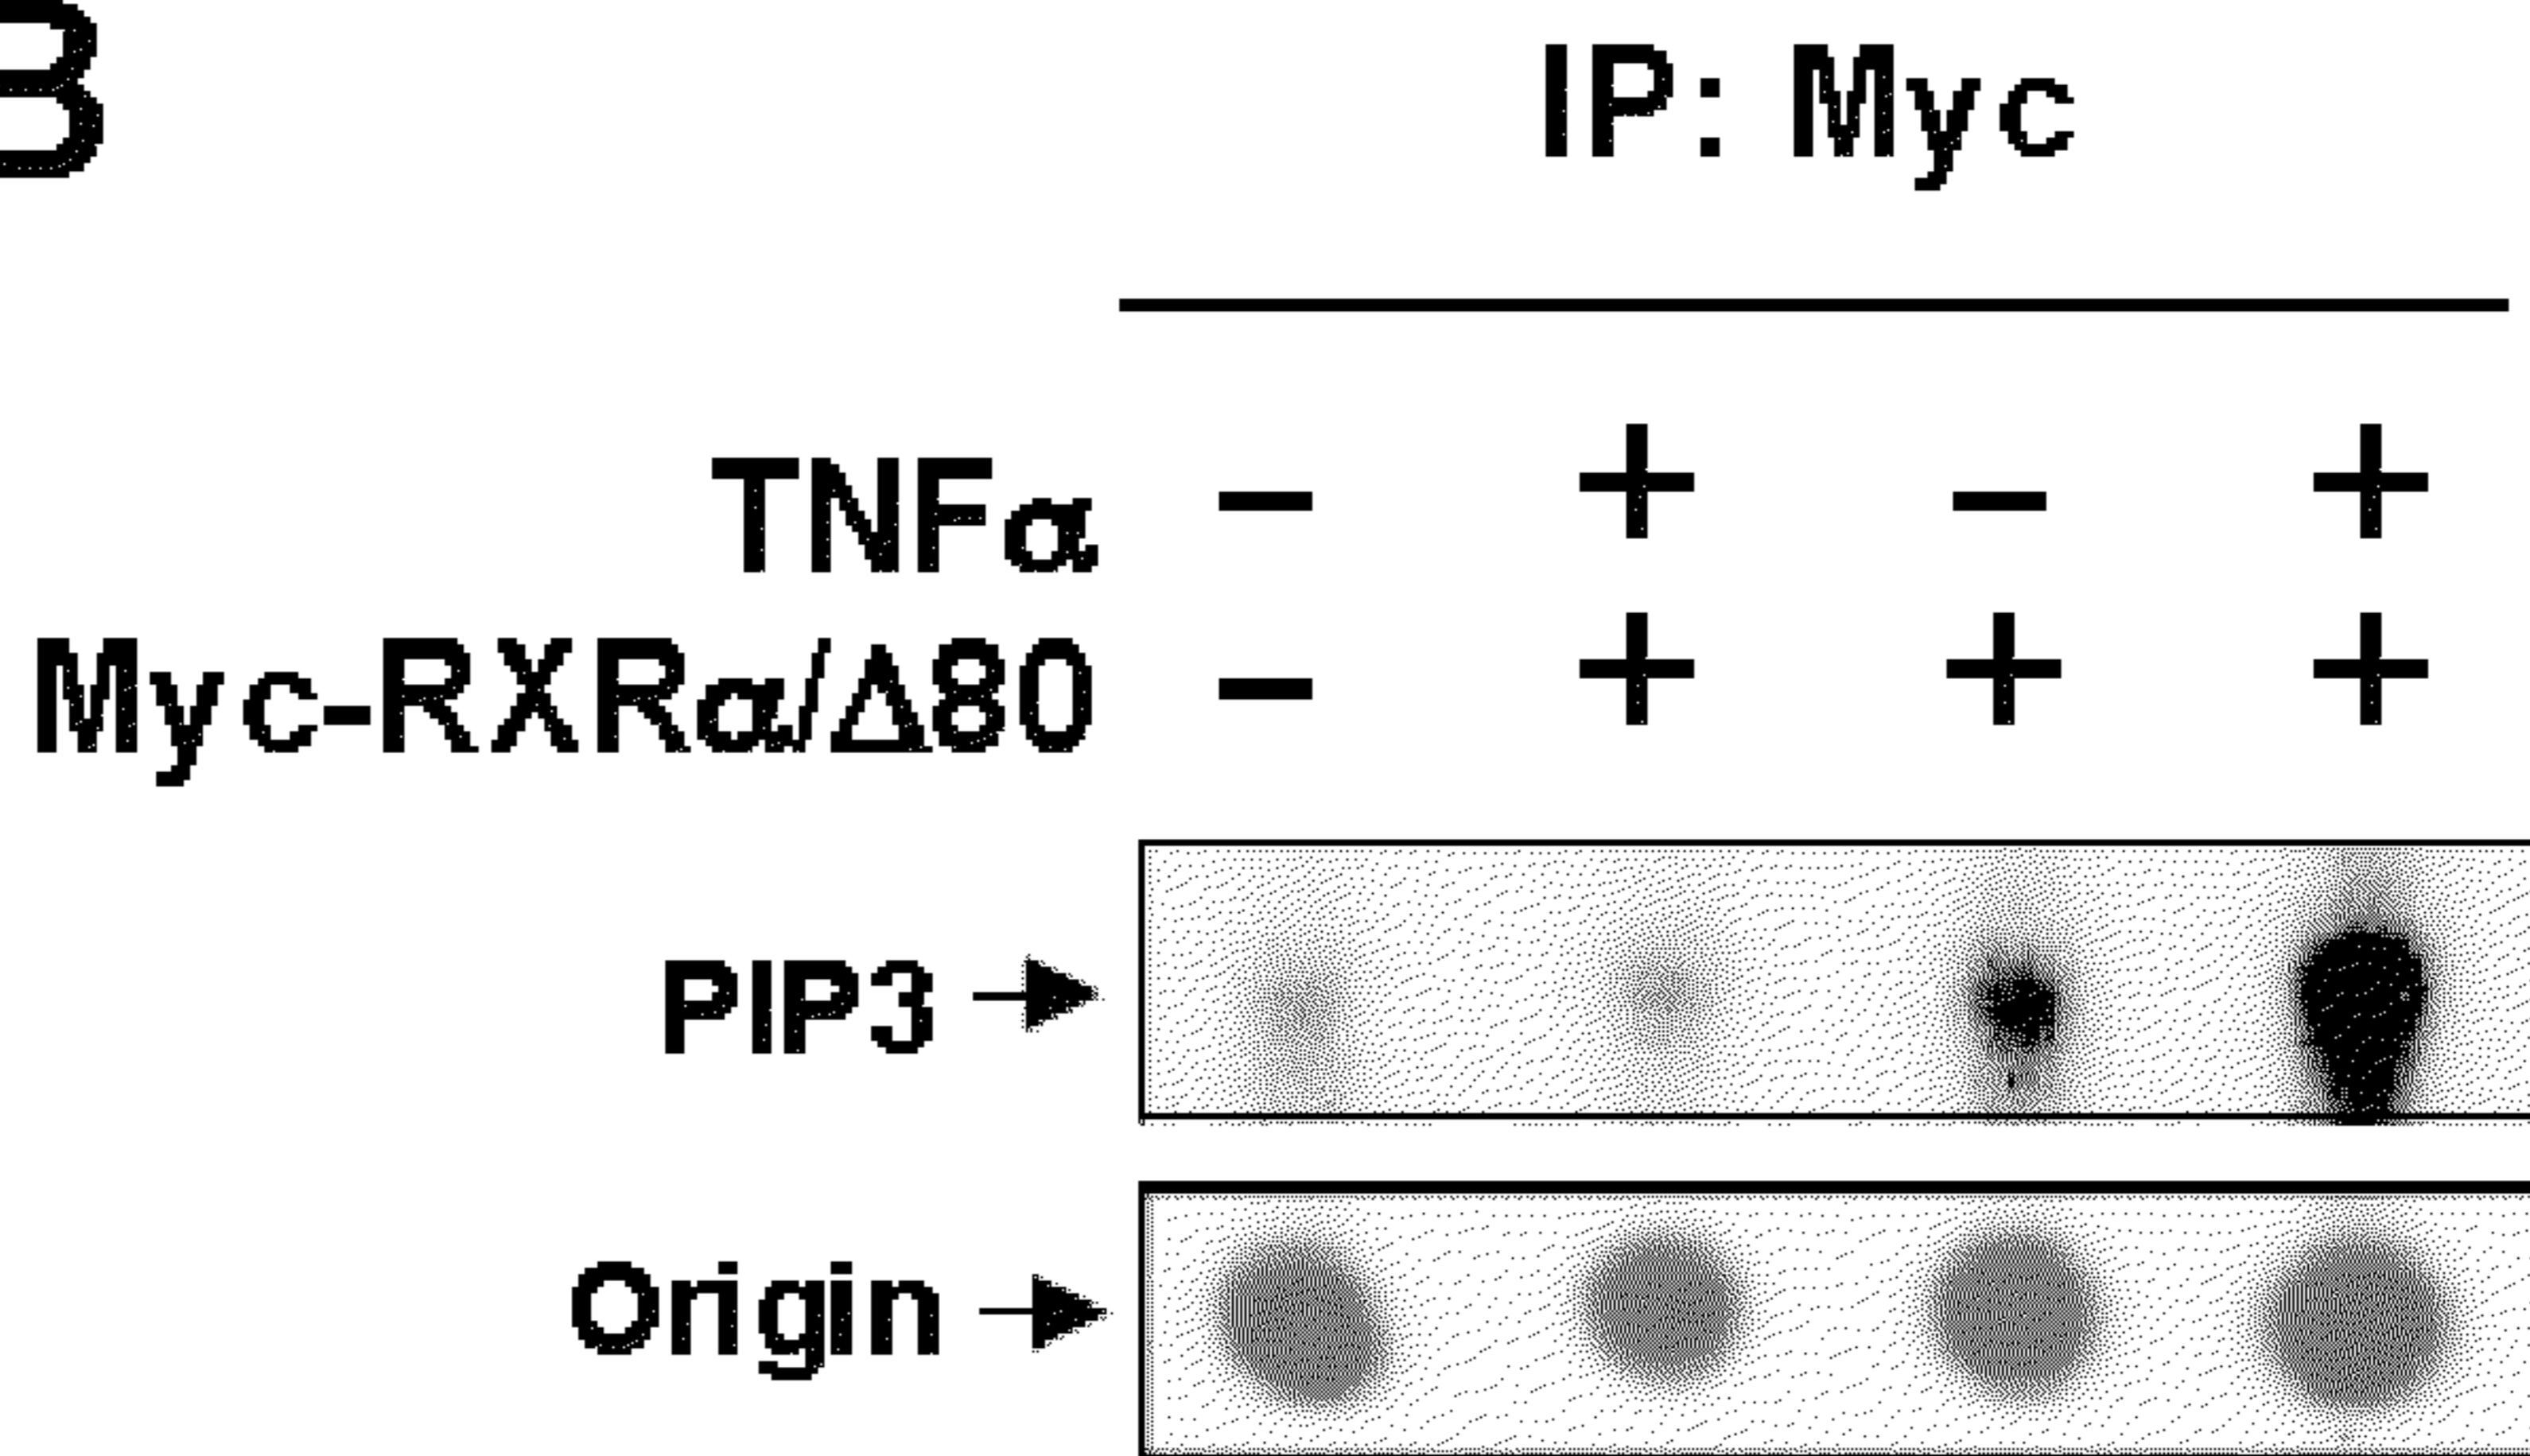 B
IP: Myc
TNFα − + − +
Myc-RXRα/Δ80 − + + +
PIP3
Origin